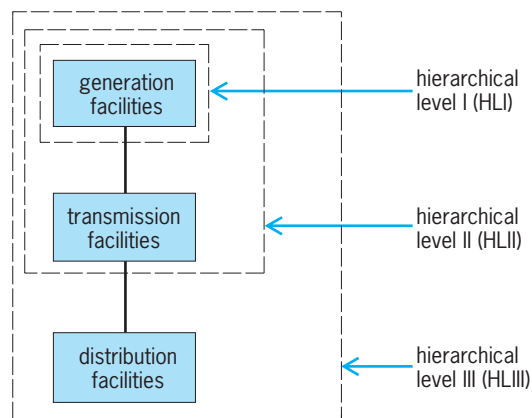 generation
facilities
hierarchical
level I (HLI)
transmission
facilities
hierarchical
level II (HLII)
distribution
facilities
hierarchical
level III (HLIII)